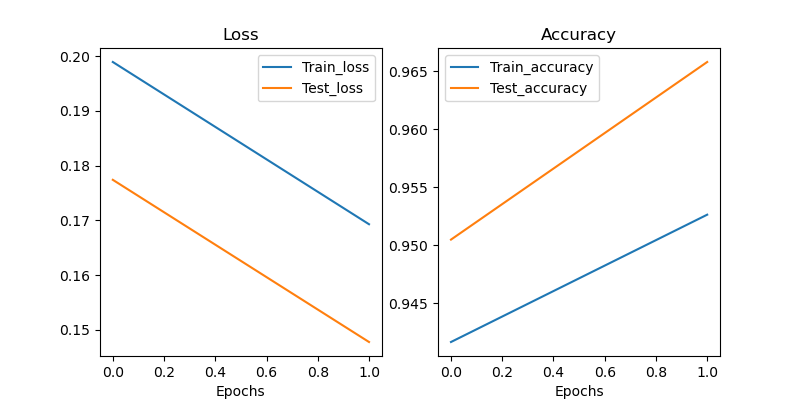 Loss
0.20
0.19
0.18
0.17
0.16
0.15
Train_loss
Test_loss
0.0 0.2 0.4 0.6 0.8 1.0
Epochs
Accuracy
0.965
0.960
0.955
0.950
0.945
Train_accuracy
Test_accuracy
0.0 0.2 0.4 0.6 0.8 1.0
Epochs